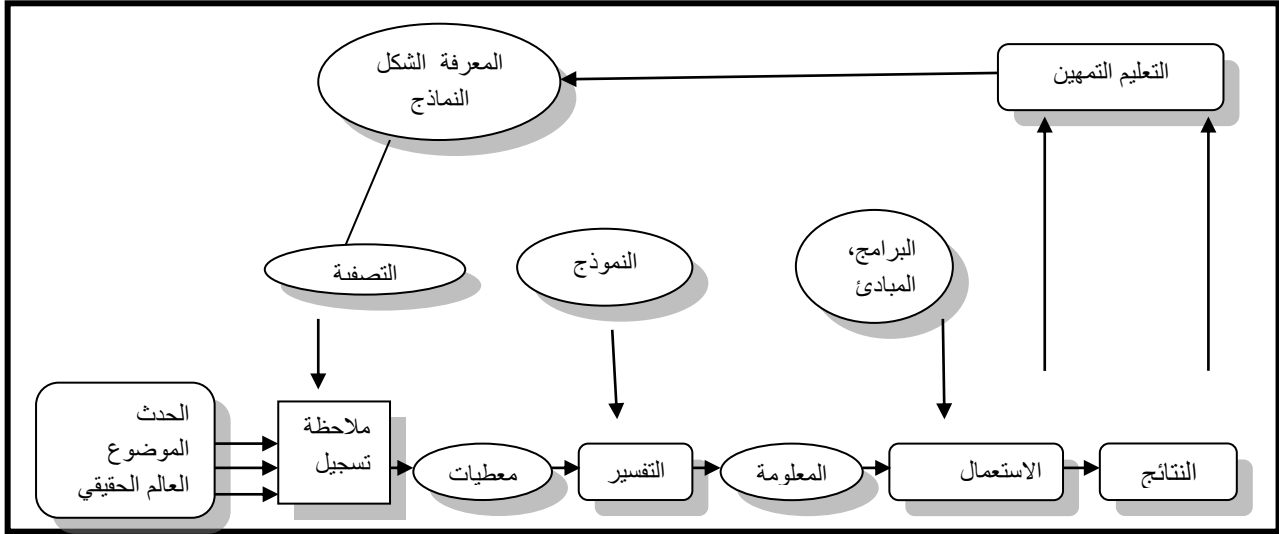 المعرفة الشكل
النماذج
التعليم التمهين
التصفية
النموذج
البرامج،
المبادئ
الحدث
الموضوع
العالم الحقيقي
ملاحظة
تسجيل
معطيات
التفسير
المعلومة
الاستعمال
النتائج